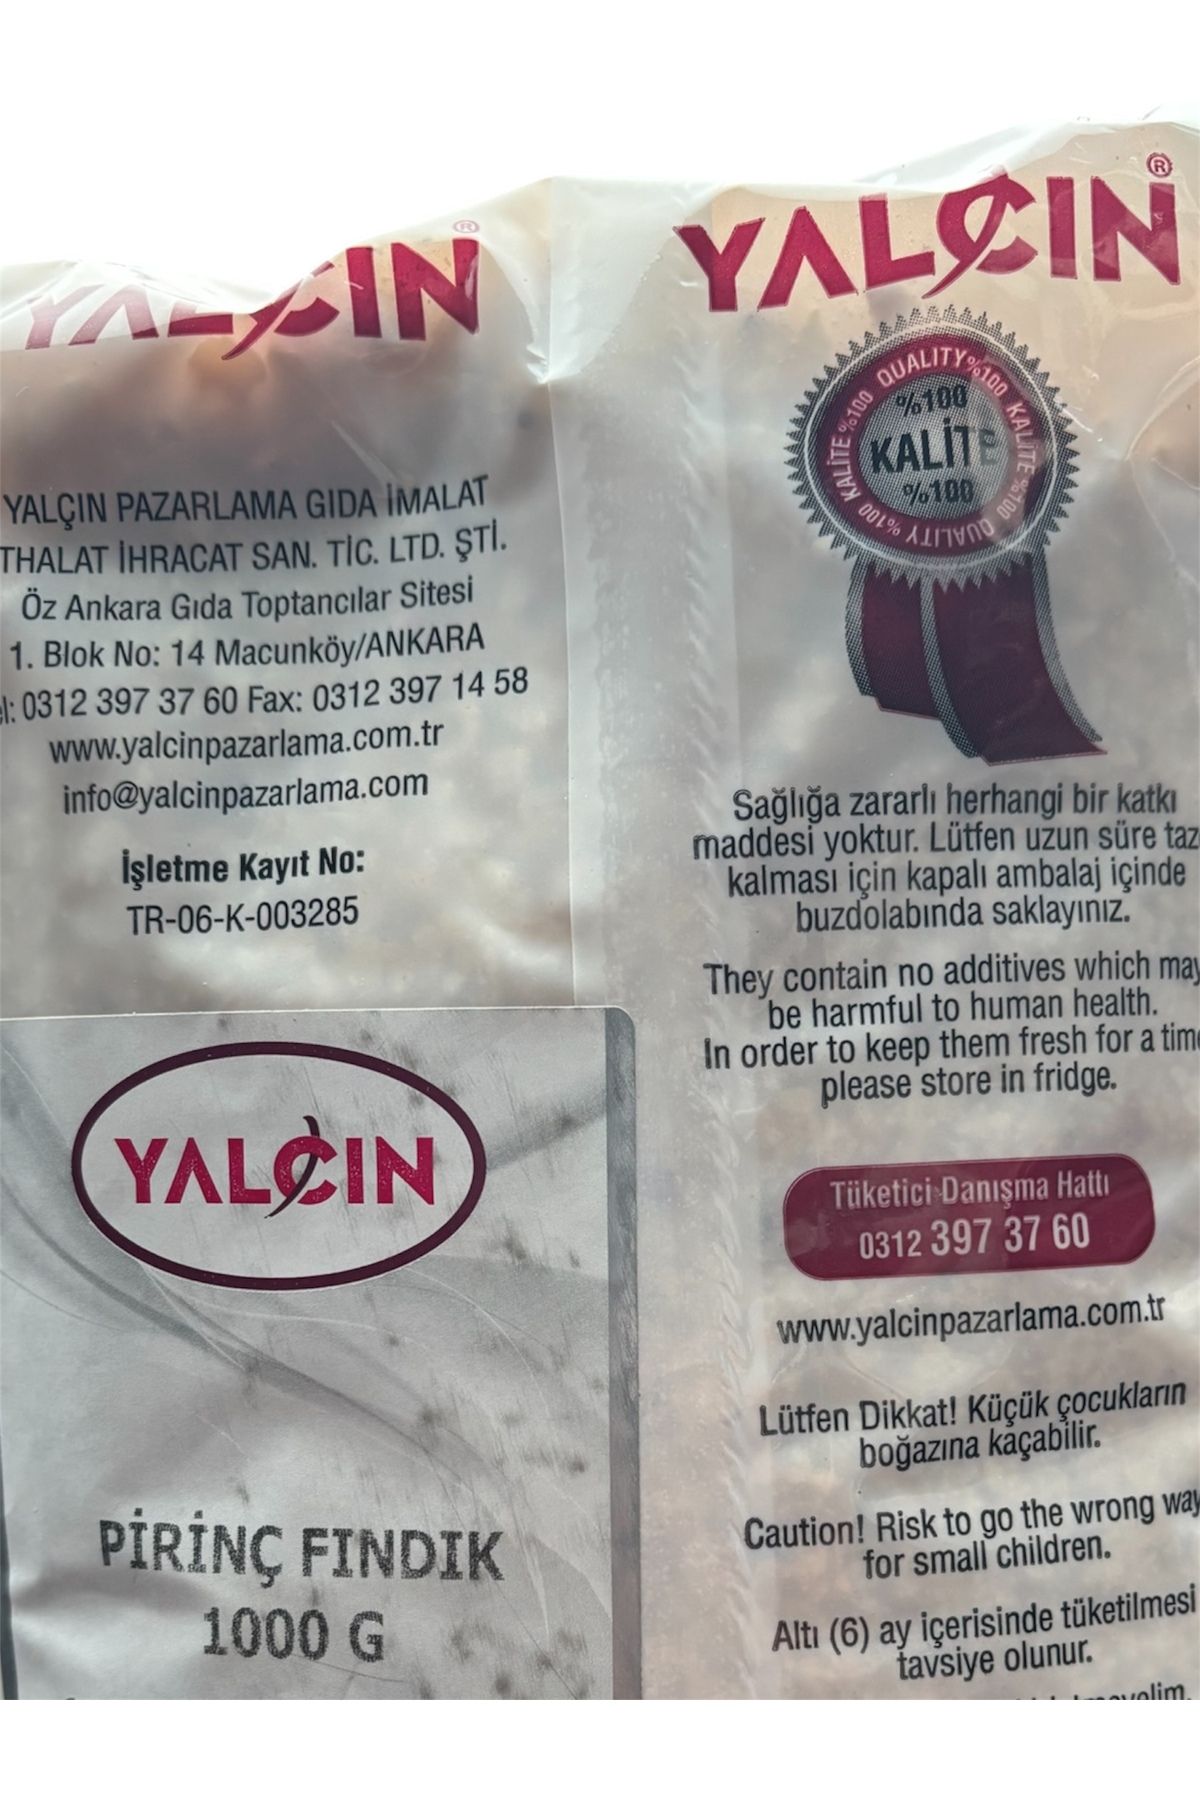 YALÇIN®
YALÇIN PAZARLAMA GIDA İMALAT
THALAT İHRACAT SAN. TİC. LTD. ŞTİ.
Öz Ankara Gıda Toptancılar Sitesi
1. Blok No: 14 Macunköy/ANKARA
el: 0312 397 37 60 Fax: 0312 397 14 58
www.yalcinpazarlama.com.tr
info@yalcinpazarlama.com
İşletme Kayıt No:
TR-06-K-003285
YALÇIN
PİRİNÇ FINDIK
1000 G
YALÇIN®
QUALITY %100 KALİTE %100 QUALITY %100 KALİTE %100
%100
KALİTE
%100
Sağlığa zararlı herhangi bir katkı
maddesi yoktur. Lütfen uzun süre taz
kalması için kapalı ambalaj içinde
buzdolabında saklayınız.
They contain no additives which may
be harmful to human health.
In order to keep them fresh for a time
please store in fridge.
Tüketici Danışma Hattı
0312 397 37 60
www.yalcinpazarlama.com.tr
Lütfen Dikkat! Küçük çocukların
boğazına kaçabilir.
Caution! Risk to go the wrong way
for small children.
Altı (6) ay içerisinde tüketilmesi
tavsiye olunur.